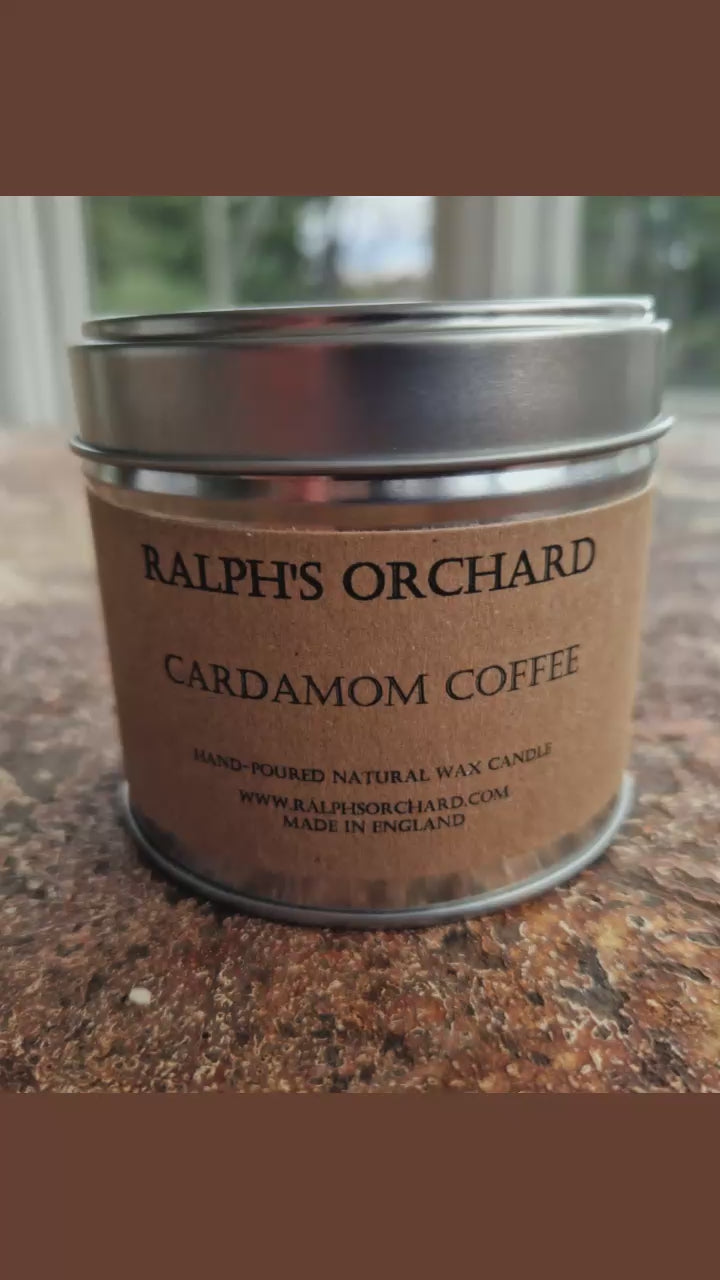 RALPH'S ORCHARD
CARDAMOM COFFEE
HAND-POURED NATURAL WAX CANDLE
WWW.RALPHSORCHARD.COM
MADE IN ENGLAND